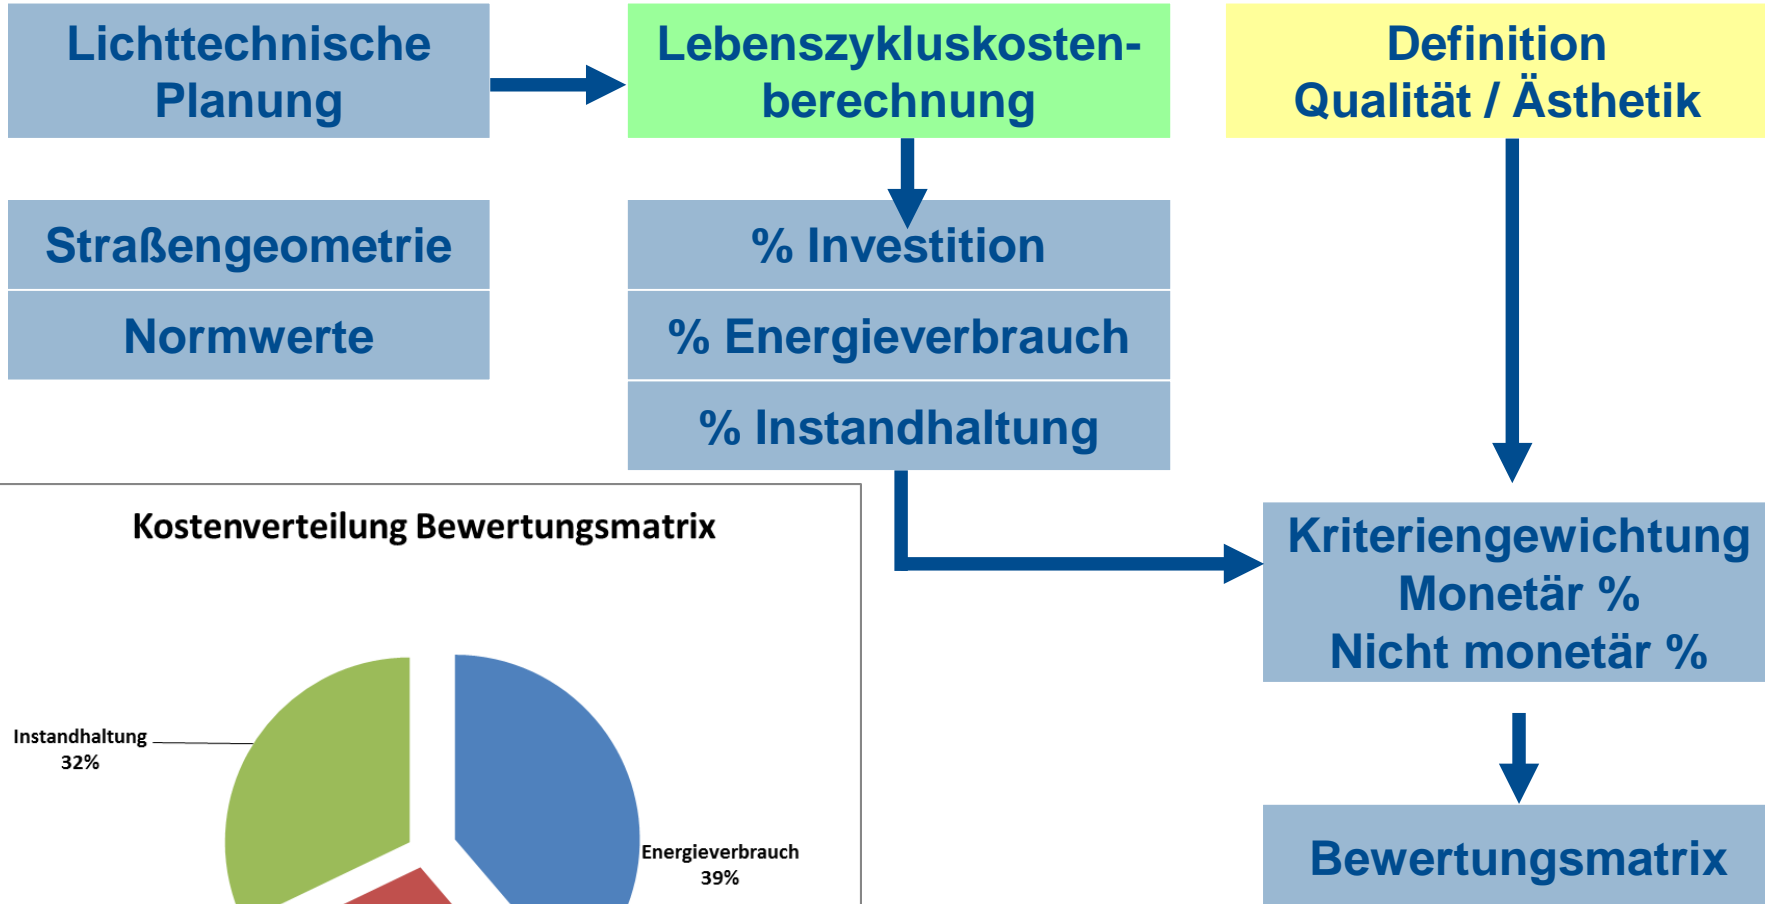 Lichttechnische
Planung
Lebenszykluskosten-
berechnung
Definition
Qualität / Ästhetik
Straßengeometrie
Normwerte
% Investition
% Energieverbrauch
% Instandhaltung
Kriteriengewichtung
Monetär %
Nicht monetär %
Bewertungsmatrix
Kostenverteilung Bewertungsmatrix
Instandhaltung
32%
Energieverbrauch
39%